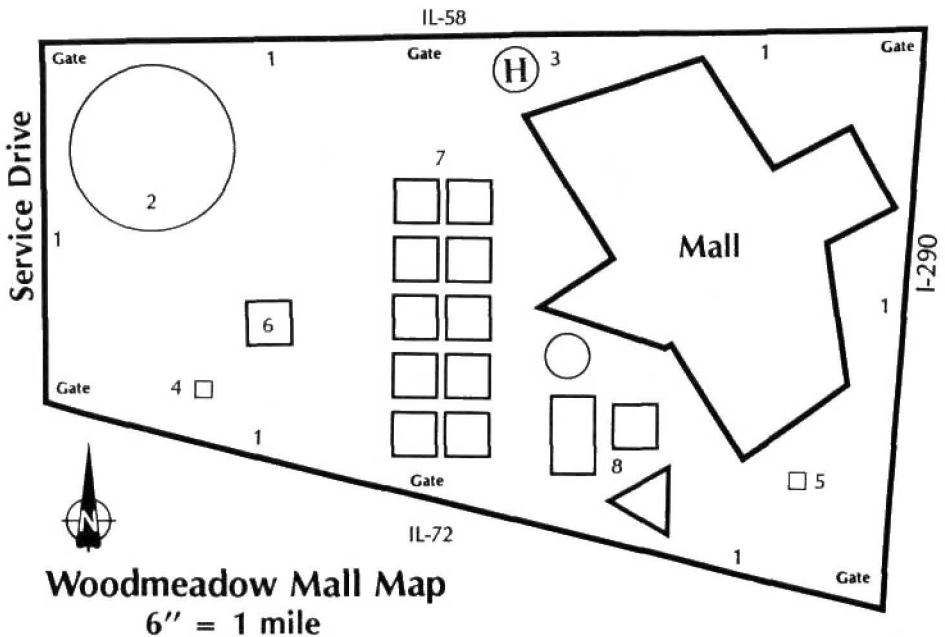 IL-58
Gate
1
Gate
H
3
1
Gate
Service Drive
2
7
1
Mall
I-290
1
6
4
Gate
1
8
5
Gate
IL-72
1
Gate
N
Woodmeadow Mall Map
6″ = 1 mile